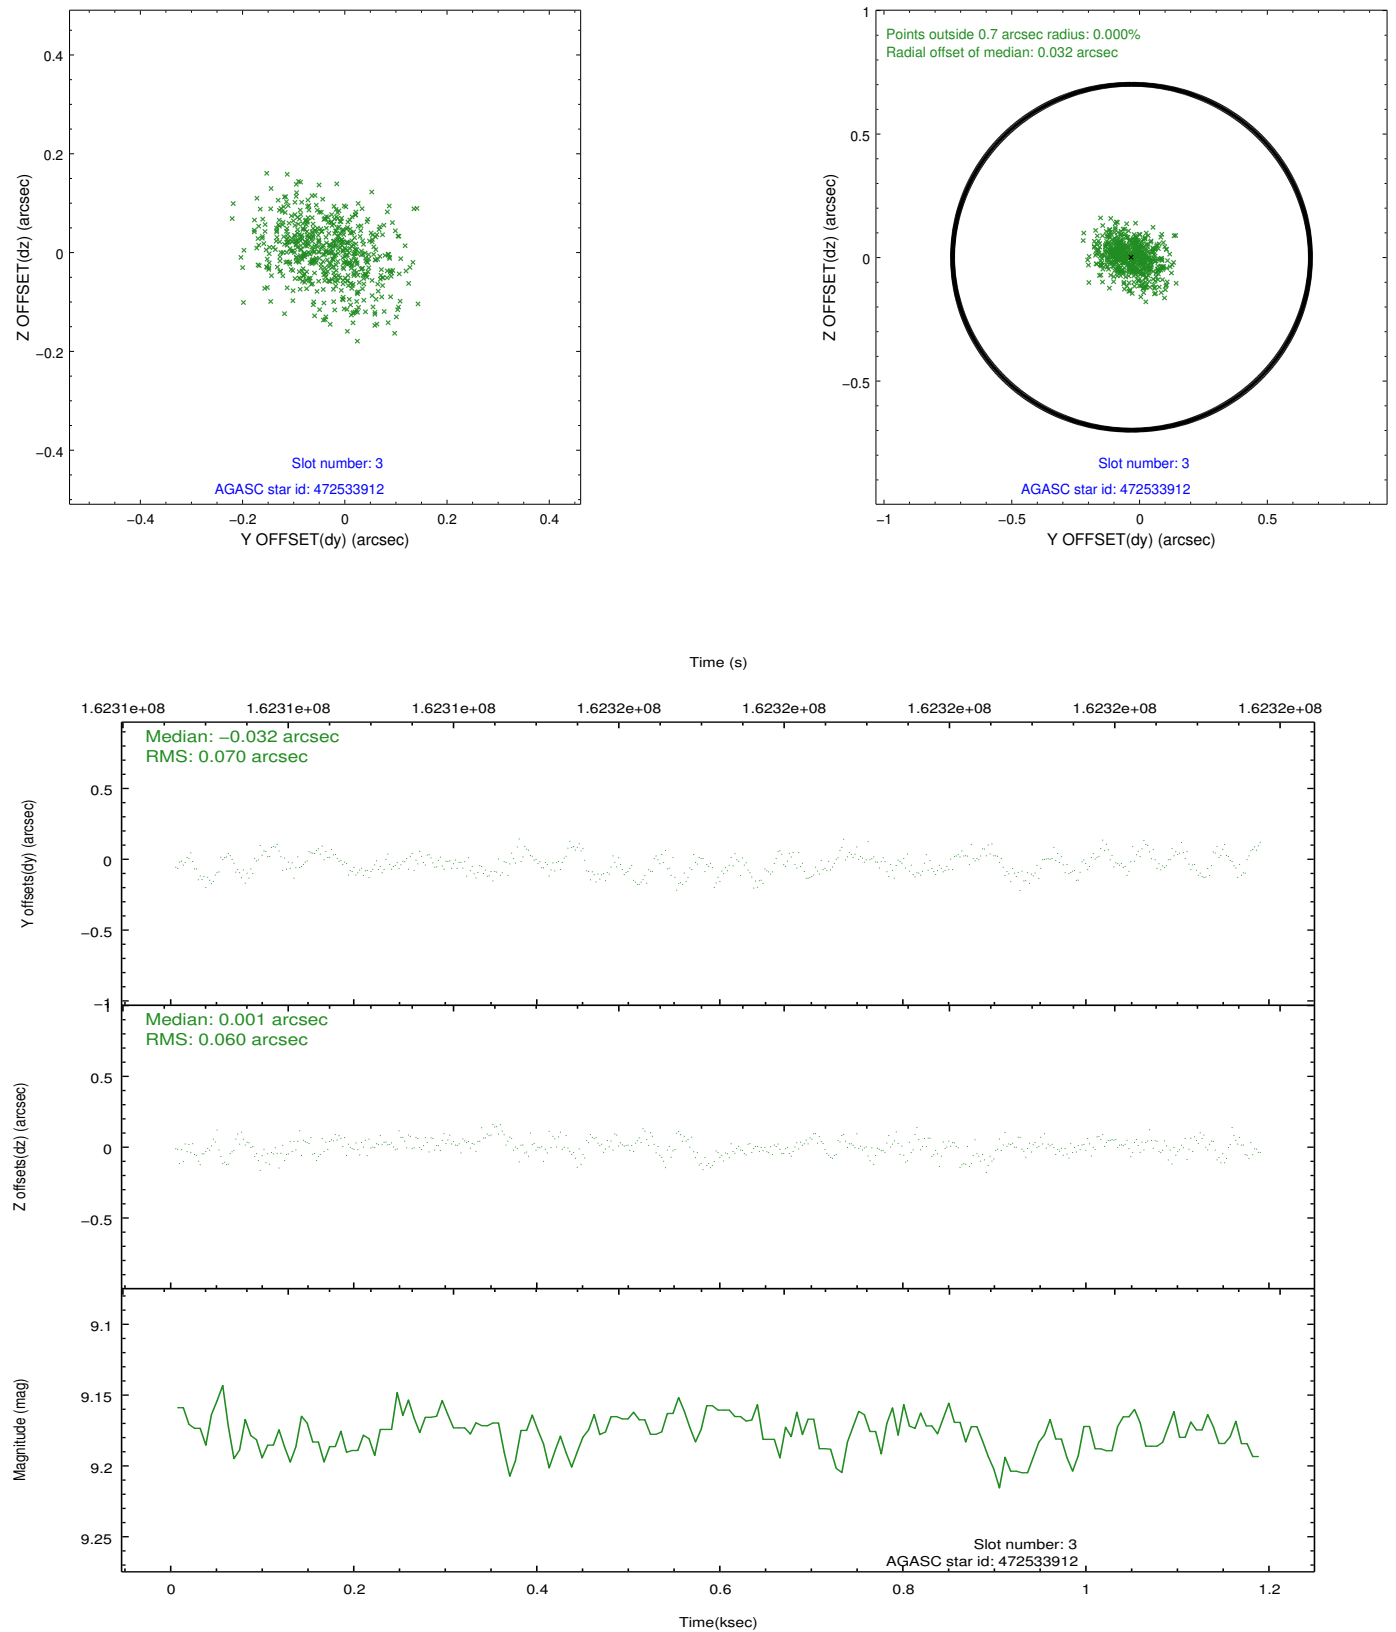 0.4
0.2
0
−0.2
−0.4
Z OFFSET(dz) (arcsec)
Slot number: 3
AGASC star id: 472533912
−0.4
−0.2
0
0.2
0.4
Y OFFSET(dy) (arcsec)
Points outside 0.7 arcsec radius: 0.000%
Radial offset of median: 0.032 arcsec
1
0.5
0
−0.5
Z OFFSET(dz) (arcsec)
Slot number: 3
AGASC star id: 472533912
−1
−0.5
0
0.5
Y OFFSET(dy) (arcsec)
Time (s)
1.6231e+08
1.6231e+08
1.6231e+08
1.6232e+08
1.6232e+08
1.6232e+08
1.6232e+08
1.6232e+08
Median: −0.032 arcsec
RMS: 0.070 arcsec
0.5
0
−0.5
−1
Y offsets(dy) (arcsec)
Median: 0.001 arcsec
RMS: 0.060 arcsec
1
0.5
0
−0.5
Z offsets(dz) (arcsec)
9.1
9.15
9.2
9.25
Magnitude (mag)
Slot number: 3
AGASC star id: 472533912
0
0.2
0.4
0.6
0.8
1
1.2
Time(ksec)